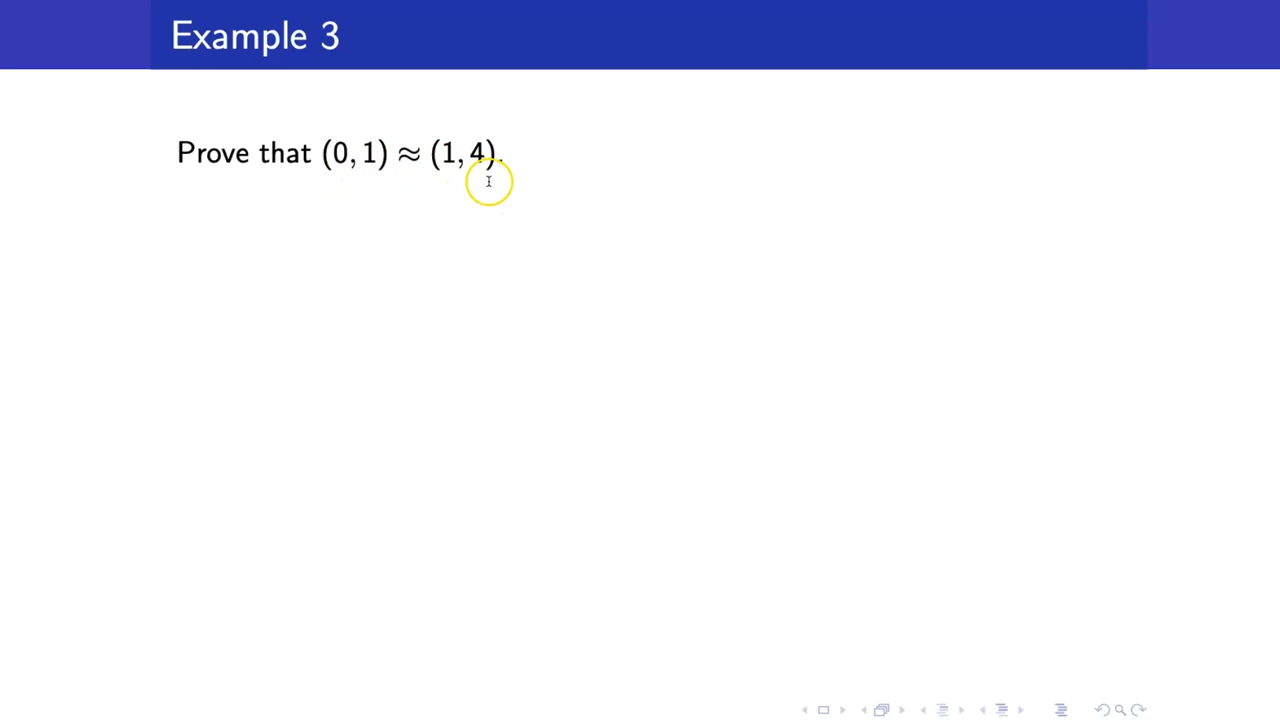 Example 3
Prove that (0, 1) ≈ (1, 4).